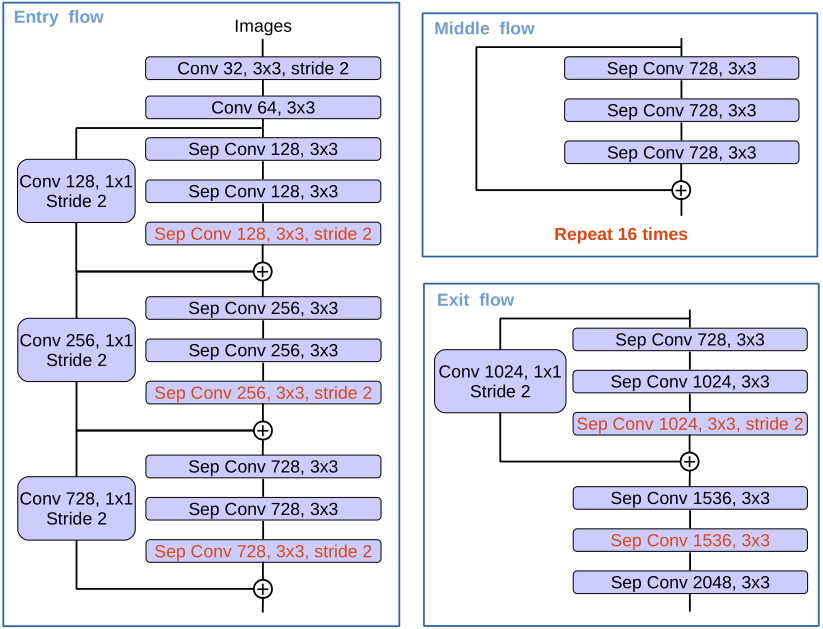 Entry flow
Images
Conv 32, 3x3, stride 2
Conv 64, 3x3
Sep Conv 128, 3x3
Conv 128, 1x1
Stride 2
Sep Conv 128, 3x3
Sep Conv 128, 3x3, stride 2
Sep Conv 256, 3x3
Conv 256, 1x1
Stride 2
Sep Conv 256, 3x3
Sep Conv 256, 3x3, stride 2
Sep Conv 728, 3x3
Conv 728, 1x1
Stride 2
Sep Conv 728, 3x3
Sep Conv 728, 3x3, stride 2
Middle flow
Sep Conv 728, 3x3
Sep Conv 728, 3x3
Sep Conv 728, 3x3
Repeat 16 times
Exit flow
Sep Conv 728, 3x3
Conv 1024, 1x1
Stride 2
Sep Conv 1024, 3x3
Sep Conv 1024, 3x3, stride 2
Sep Conv 1536, 3x3
Sep Conv 1536, 3x3
Sep Conv 2048, 3x3